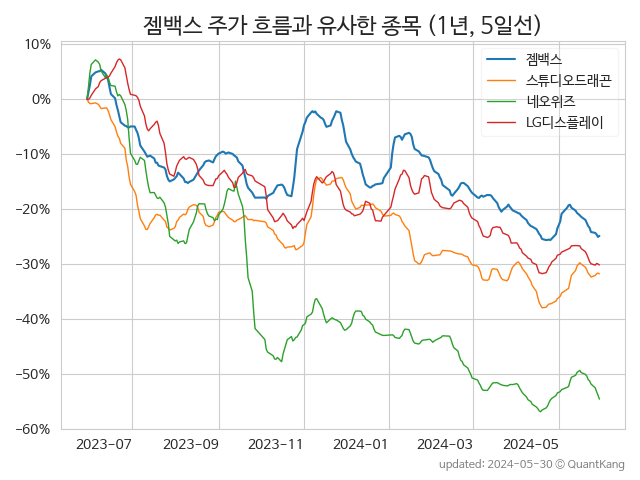 젬백스 주가 흐름과 유사한 종목 (1년, 5일선)
젬백스
스튜디오드래곤
네오위즈
LG디스플레이
10%
0%
−10%
−20%
−30%
−40%
−50%
−60%
2023-07
2023-09
2023-11
2024-01
2024-03
2024-05
updated: 2024-05-30 © QuantKang